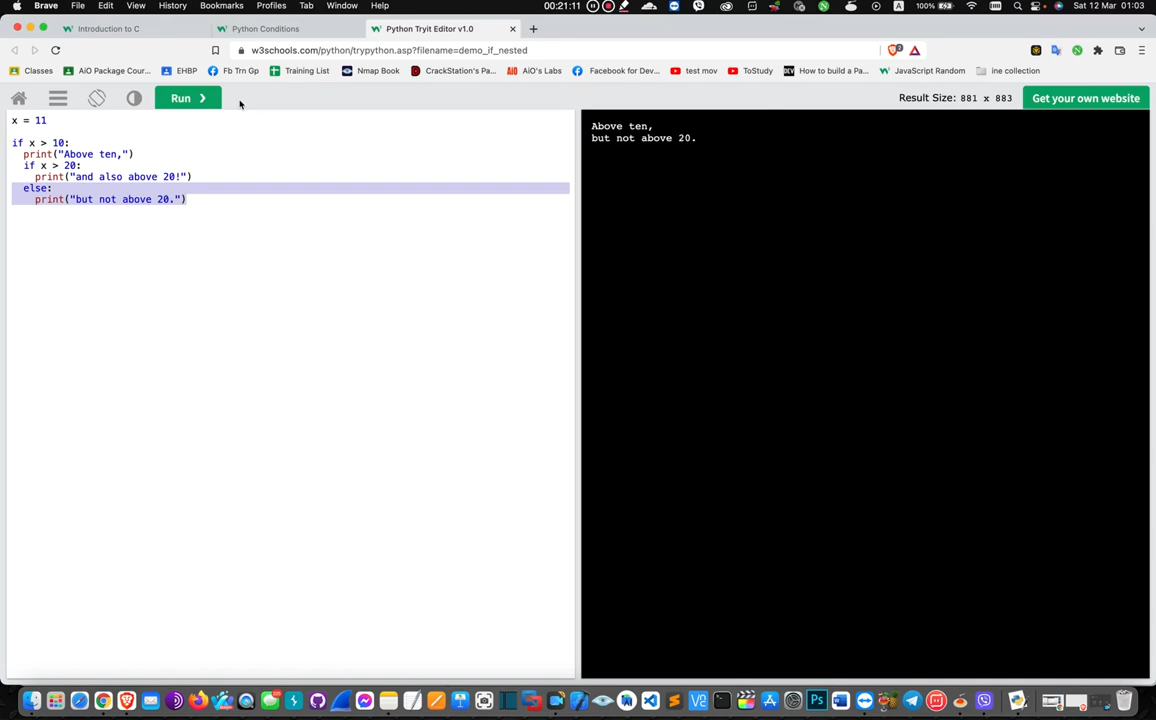 Brave File Edit View History Bookmarks Profiles Tab Window Help 00:21:11 A 100% Sat 12 Mar 01:03
Introduction to C Python Conditions Python Tryit Editor v1.0
w3schools.com/python/trypython.asp?filename=demo_if_nested
Classes AiO Package Cour... EHBP Fb Trn Gp Training List Nmap Book CrackStation's Pa... AiO's Labs Facebook for Dev... test mov ToStudy How to build a Pa... JavaScript Random ine collection
Run ❯ Result Size: 881 x 883 Get your own website
x = 11
if x > 10:
print("Above ten,")
if x > 20:
print("and also above 20!")
else:
print("but not above 20.")
Above ten,
but not above 20.